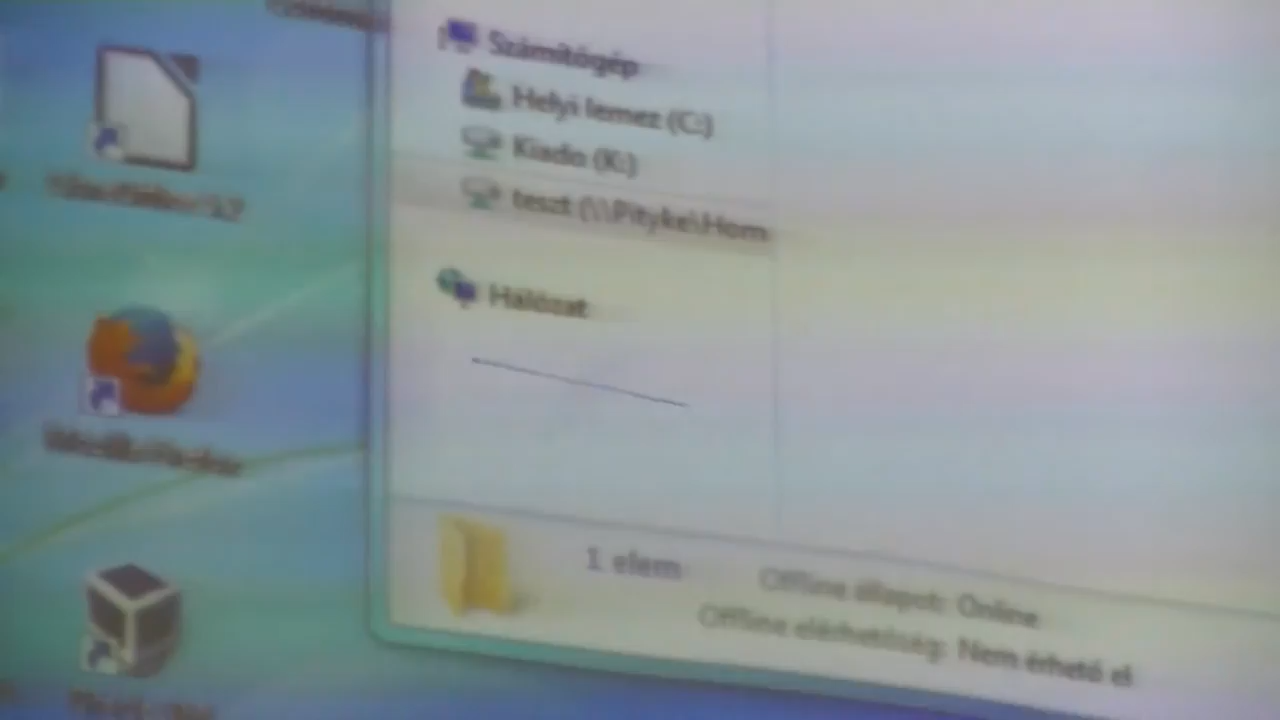 Számítógép
Helyi lemez (C:)
Kiado (K:)
teszt (\\Pityke\Hom
Hálózat
1 elem
Offline állapot: Online
Offline elérhetőség: Nem érhető el